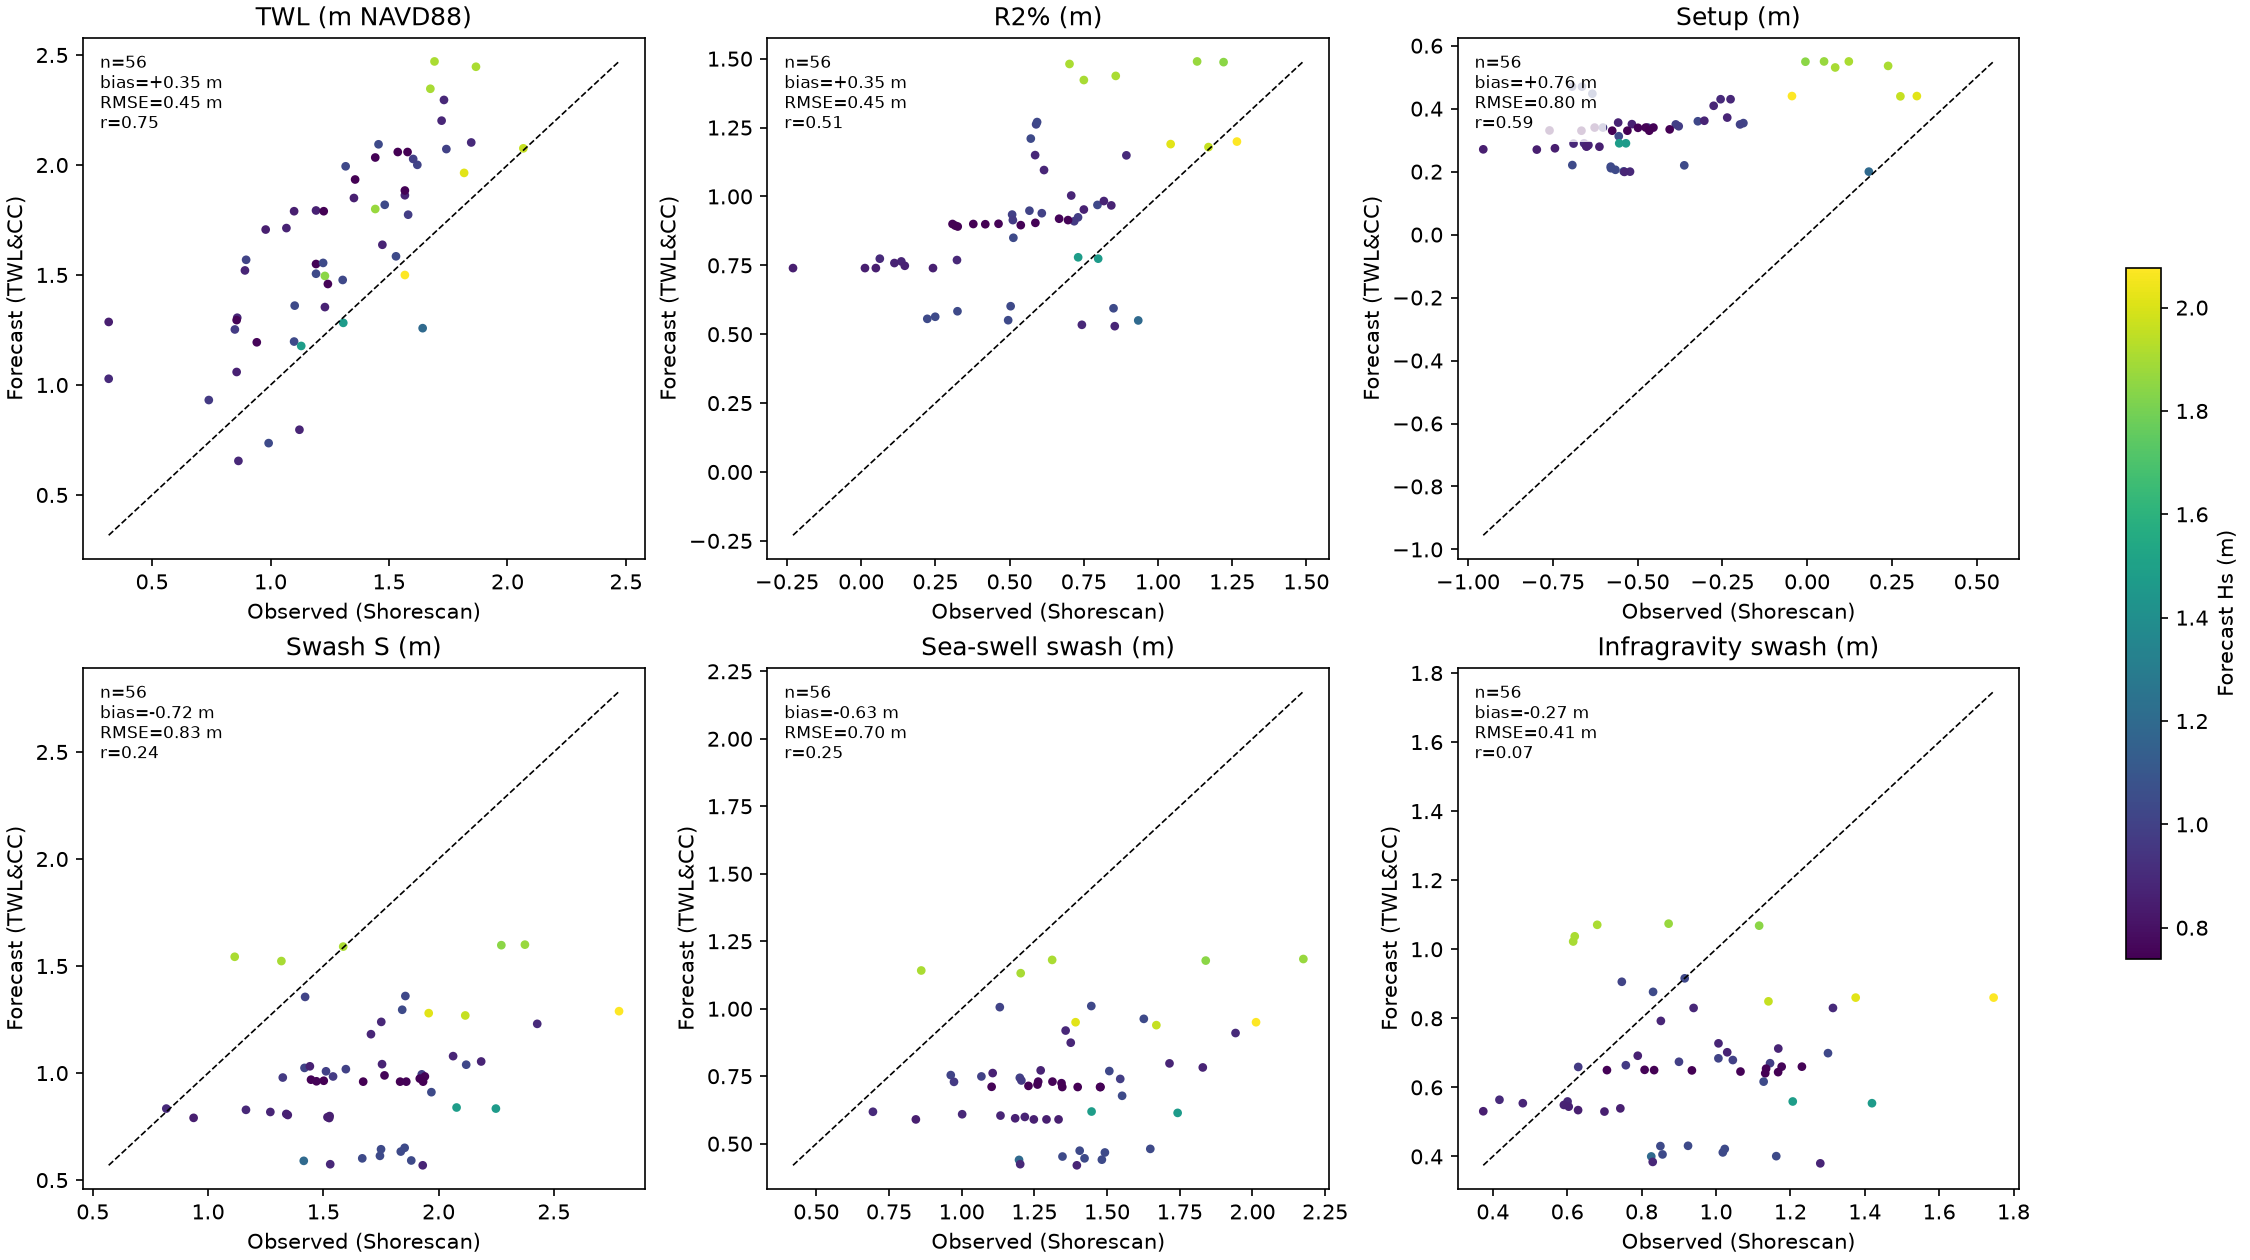 TWL (m NAVD88)
n=56
bias=+0.35 m
RMSE=0.45 m
r=0.75
2.5
2.0
1.5
1.0
0.5
Forecast (TWL&CC)
0.5 1.0 1.5 2.0 2.5
Observed (Shorescan)
R2% (m)
n=56
bias=+0.35 m
RMSE=0.45 m
r=0.51
1.50
1.25
1.00
0.75
0.50
0.25
0.00
−0.25
Forecast (TWL&CC)
−0.25 0.00 0.25 0.50 0.75 1.00 1.25 1.50
Observed (Shorescan)
Setup (m)
n=56
bias=+0.76 m
RMSE=0.80 m
r=0.59
0.6
0.4
0.2
0.0
−0.2
−0.4
−0.6
−0.8
−1.0
Forecast (TWL&CC)
−1.00 −0.75 −0.50 −0.25 0.00 0.25 0.50
Observed (Shorescan)
Swash S (m)
n=56
bias=-0.72 m
RMSE=0.83 m
r=0.24
2.5
2.0
1.5
1.0
0.5
Forecast (TWL&CC)
0.5 1.0 1.5 2.0 2.5
Observed (Shorescan)
Sea-swell swash (m)
n=56
bias=-0.63 m
RMSE=0.70 m
r=0.25
2.25
2.00
1.75
1.50
1.25
1.00
0.75
0.50
Forecast (TWL&CC)
0.50 0.75 1.00 1.25 1.50 1.75 2.00 2.25
Observed (Shorescan)
Infragravity swash (m)
n=56
bias=-0.27 m
RMSE=0.41 m
r=0.07
1.8
1.6
1.4
1.2
1.0
0.8
0.6
0.4
Forecast (TWL&CC)
0.4 0.6 0.8 1.0 1.2 1.4 1.6 1.8
Observed (Shorescan)
2.0
1.8
1.6
1.4
1.2
1.0
0.8
Forecast Hs (m)